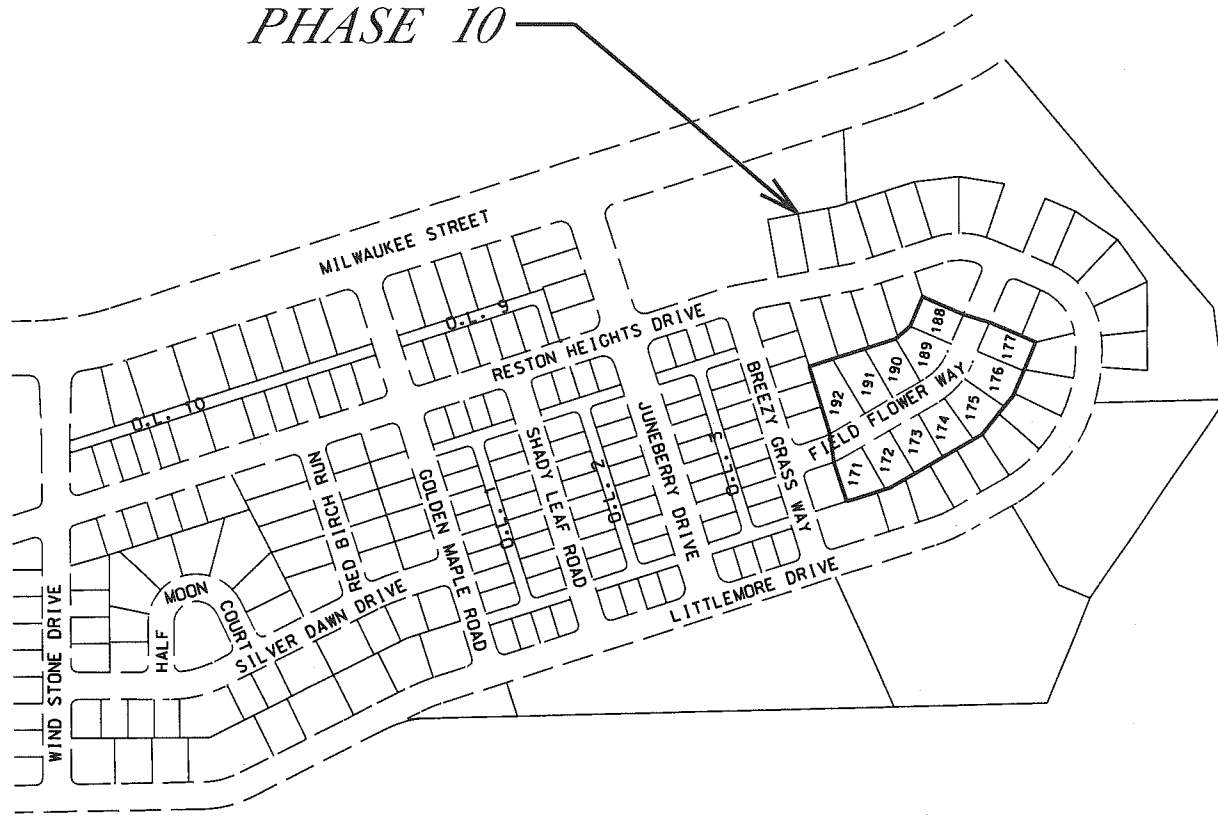 PHASE 10
MILWAUKEE STREET
O.L. 9
RESTON HEIGHTS DRIVE
O.L. 10
188
177
189
190
191
192
176
175
174
173
172
171
FIELD FLOWER WAY
BREEZY GRASS WAY
O.L. 3
JUNEBERRY DRIVE
O.L. 2
SHADY LEAF ROAD
O.L. 1
GOLDEN MAPLE ROAD
RED BIRCH RUN
LITTLEMORE DRIVE
SILVER DAWN DRIVE
HALF MOON COURT
WIND STONE DRIVE